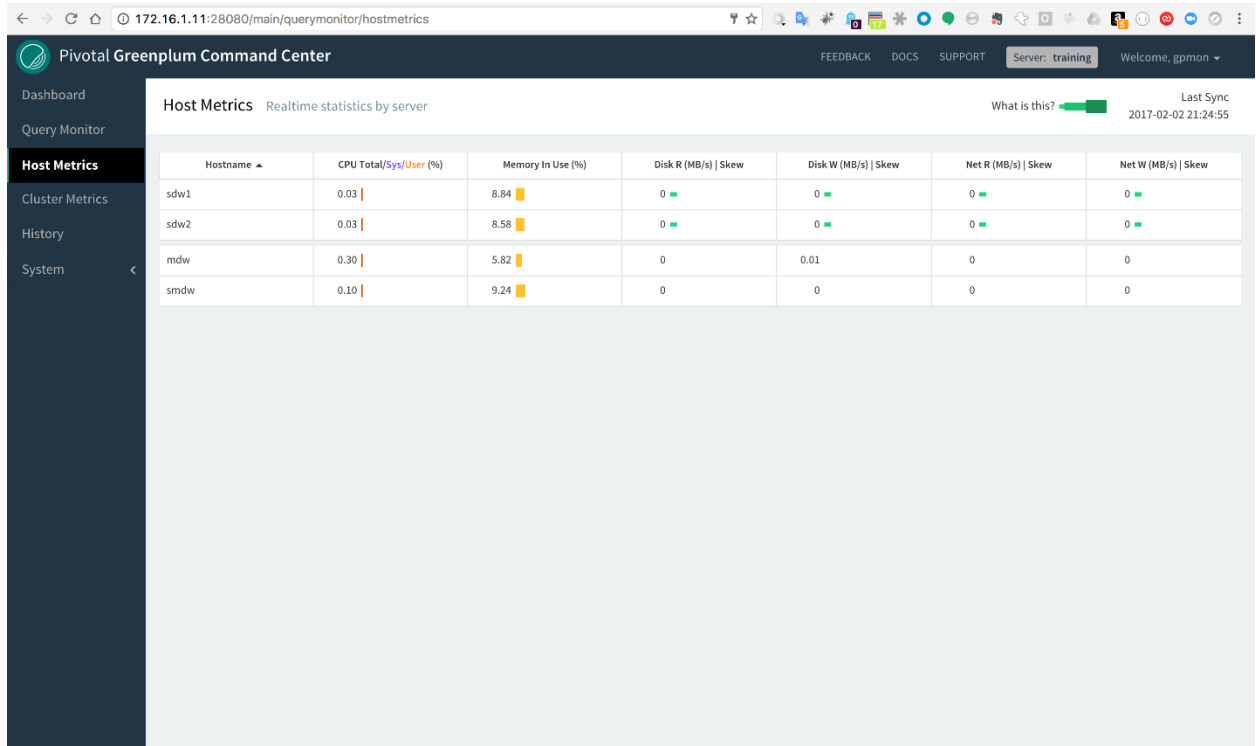 172.16.1.11:28080/main/querymonitor/hostmetrics
0
17
5
Pivotal Greenplum Command Center
FEEDBACK DOCS SUPPORT Server: training Welcome, gpmon
Dashboard
Query Monitor
Host Metrics
Cluster Metrics
History
System
Host Metrics Realtime statistics by server
What is this?
Last Sync
2017-02-02 21:24:55
Hostname CPU Total/Sys/User (%) Memory In Use (%) Disk R (MB/s) | Skew Disk W (MB/s) | Skew Net R (MB/s) | Skew Net W (MB/s) | Skew
sdw1 0.03 8.84 0 0 0 0
sdw2 0.03 8.58 0 0 0 0
mdw 0.30 5.82 0 0.01 0 0
smdw 0.10 9.24 0 0 0 0